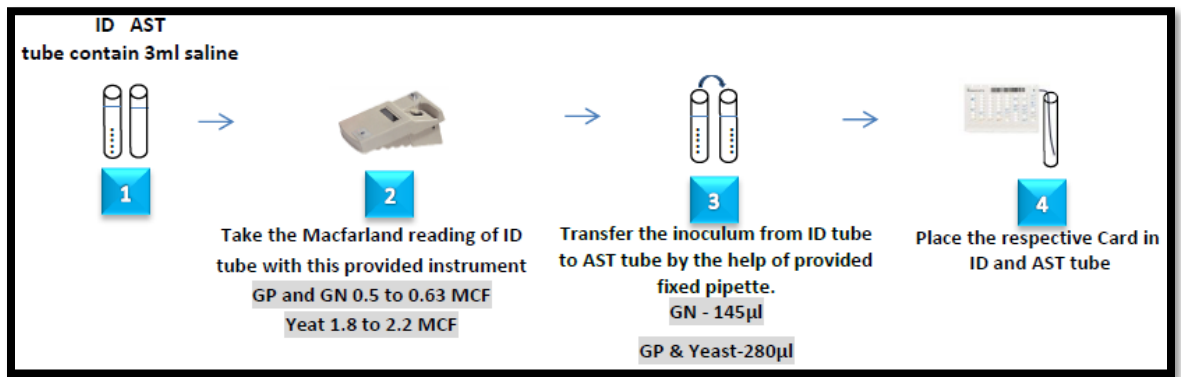 ID AST
tube contain 3ml saline
1
2
Take the Macfarland reading of ID
tube with this provided instrument
GP and GN 0.5 to 0.63 MCF
Yeat 1.8 to 2.2 MCF
3
Transfer the inoculum from ID tube
to AST tube by the help of provided
fixed pipette.
GN - 145µl
GP & Yeast-280µl
4
Place the respective Card in
ID and AST tube